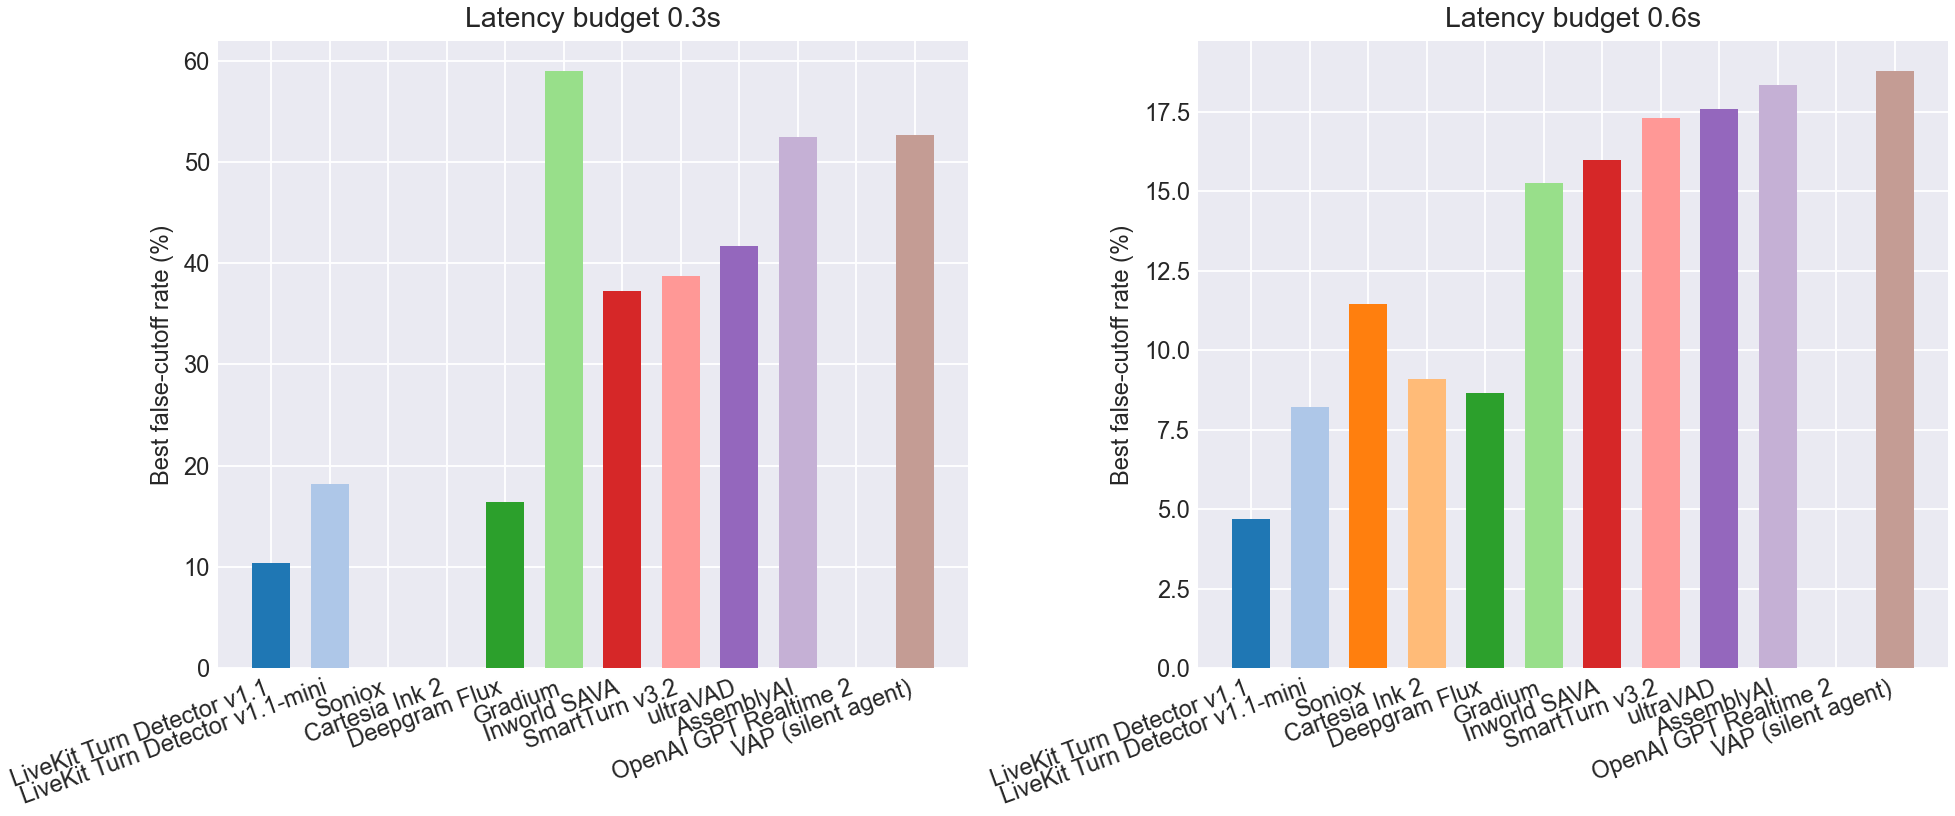 Latency budget 0.3s
Best false-cutoff rate (%)
60
50
40
30
20
10
0
LiveKit Turn Detector v1.1
LiveKit Turn Detector v1.1-mini
Soniox
Cartesia Ink 2
Deepgram Flux
Gradium
Inworld SAVA
SmartTurn v3.2
ultraVAD
AssemblyAI
OpenAI GPT Realtime 2
VAP (silent agent)
Latency budget 0.6s
Best false-cutoff rate (%)
17.5
15.0
12.5
10.0
7.5
5.0
2.5
0.0
LiveKit Turn Detector v1.1
LiveKit Turn Detector v1.1-mini
Soniox
Cartesia Ink 2
Deepgram Flux
Gradium
Inworld SAVA
SmartTurn v3.2
ultraVAD
AssemblyAI
OpenAI GPT Realtime 2
VAP (silent agent)